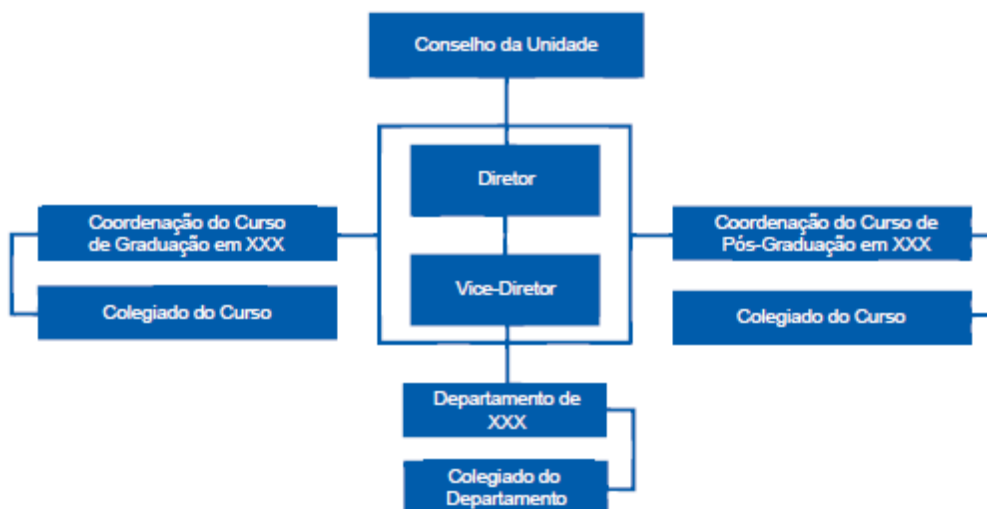 Conselho da Unidade
Diretor
Coordenação do Curso
de Graduação em XXX
Coordenação do Curso de
Pós-Graduação em XXX
Vice-Diretor
Colegiado do Curso
Colegiado do Curso
Departamento de
XXX
Colegiado do
Departamento